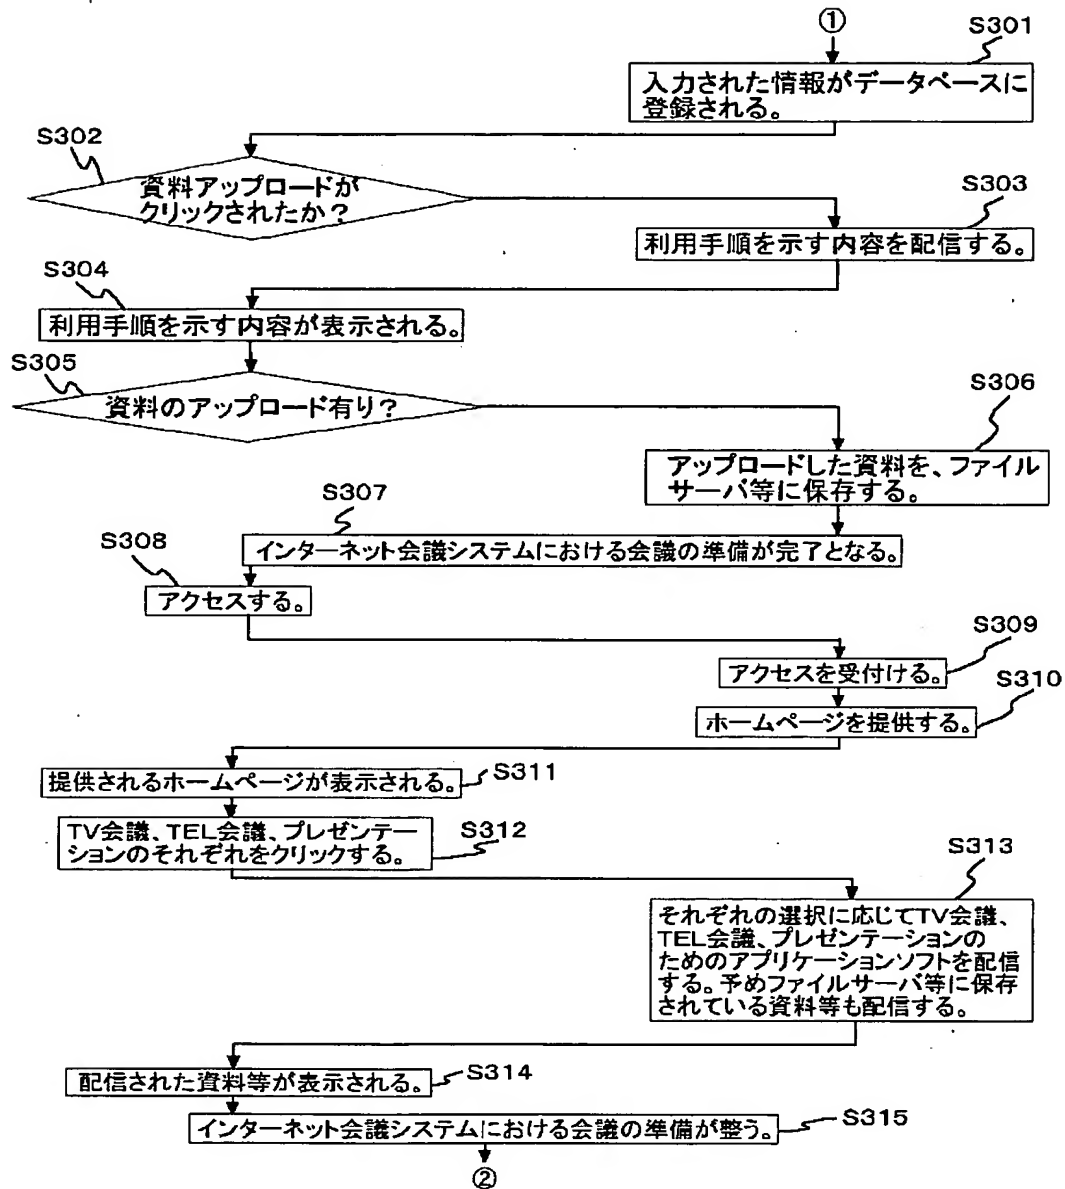 ①
S301
入力された情報がデータベースに
登録される。
S302
資料アップロードが
クリックされたか？
S303
利用手順を示す内容を配信する。
S304
利用手順を示す内容が表示される。
S305
資料のアップロード有り？
S306
アップロードした資料を、ファイル
サーバ等に保存する。
S307
インターネット会議システムにおける会議の準備が完了となる。
S308
アクセスする。
S309
アクセスを受付ける。
S310
ホームページを提供する。
提供されるホームページが表示される。
S311
TV会議、TEL会議、プレゼンテー
ションのそれぞれをクリックする。
S312
S313
それぞれの選択に応じてTV会議、
TEL会議、プレゼンテーションの
ためのアプリケーションソフトを配信
する。予めファイルサーバ等に保存
されている資料等も配信する。
配信された資料等が表示される。
S314
インターネット会議システムにおける会議の準備が整う。
S315
②